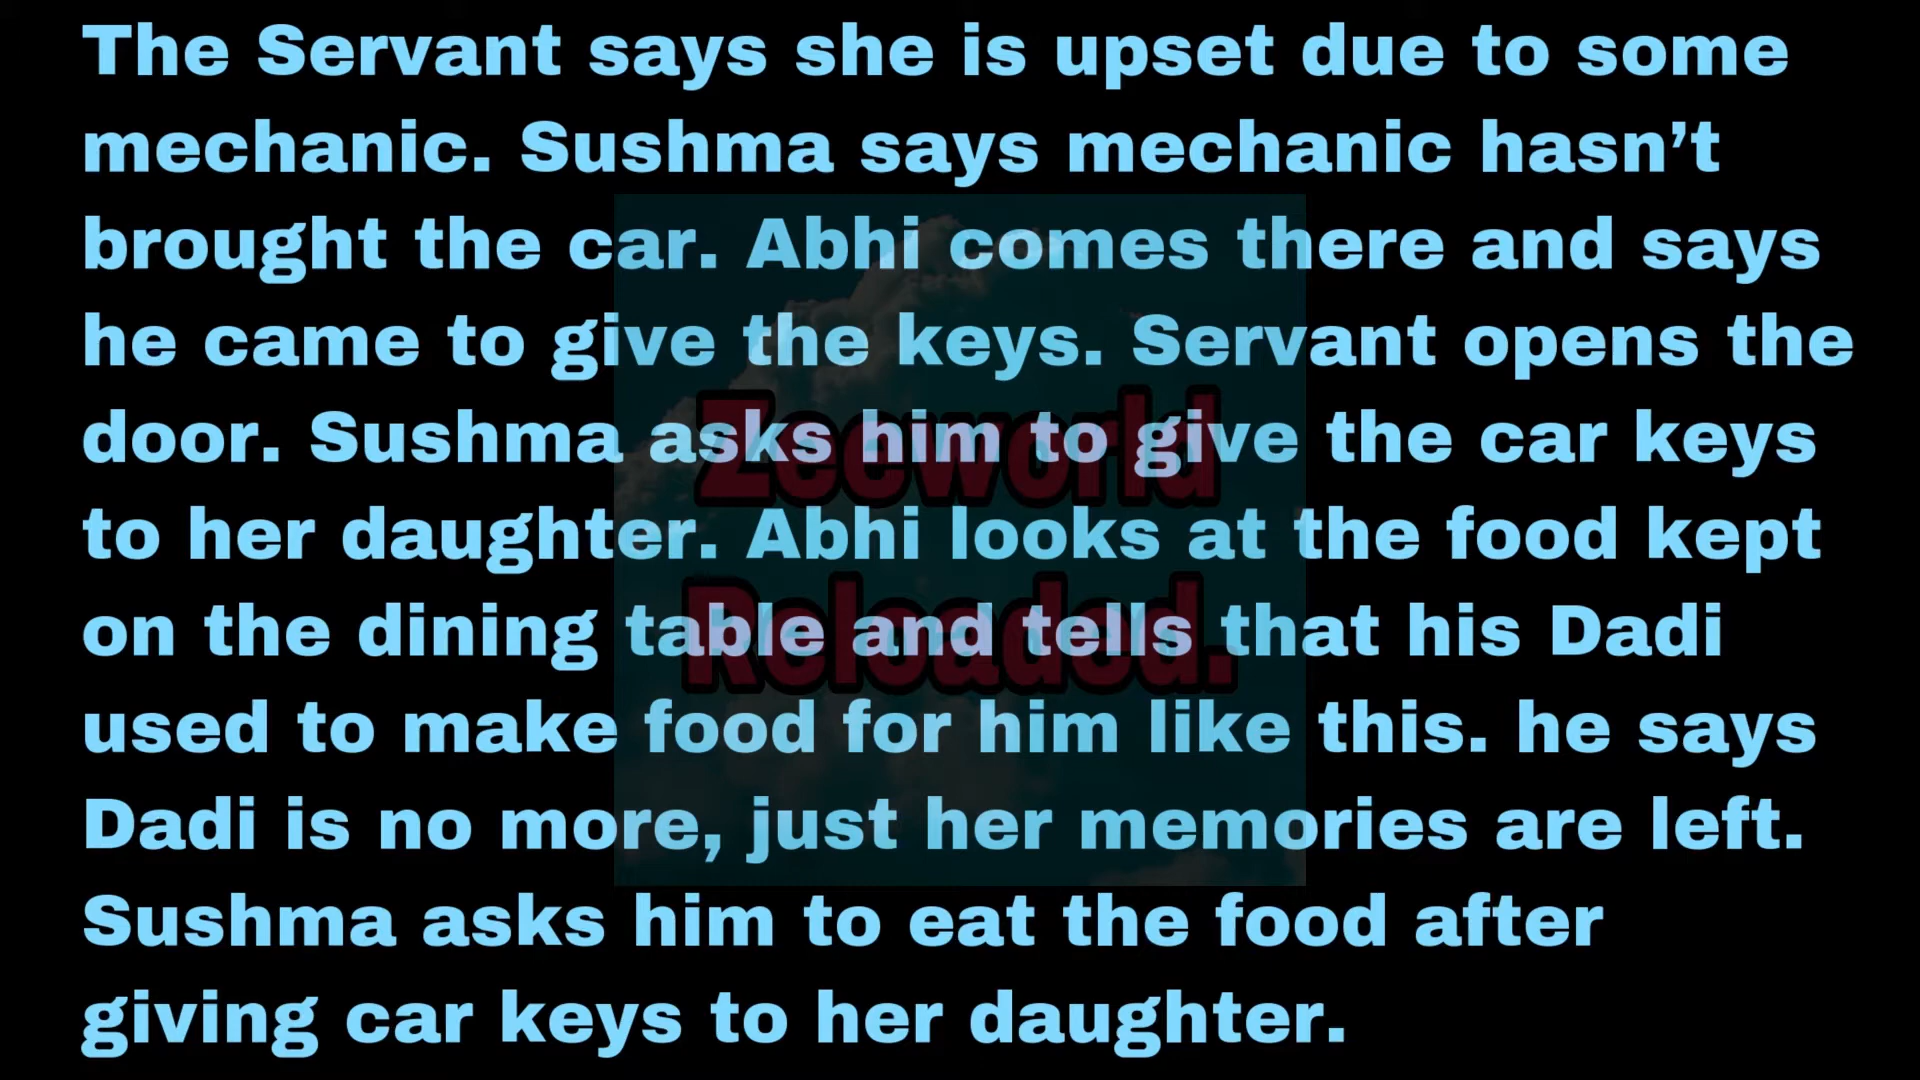 The Servant says she is upset due to some
mechanic. Sushma says mechanic hasn’t
brought the car. Abhi comes there and says
he came to give the keys. Servant opens the
door. Sushma asks him to give the car keys
to her daughter. Abhi looks at the food kept
on the dining table and tells that his Dadi
used to make food for him like this. he says
Dadi is no more, just her memories are left.
Sushma asks him to eat the food after
giving car keys to her daughter.
Zeeworld
Reloaded.